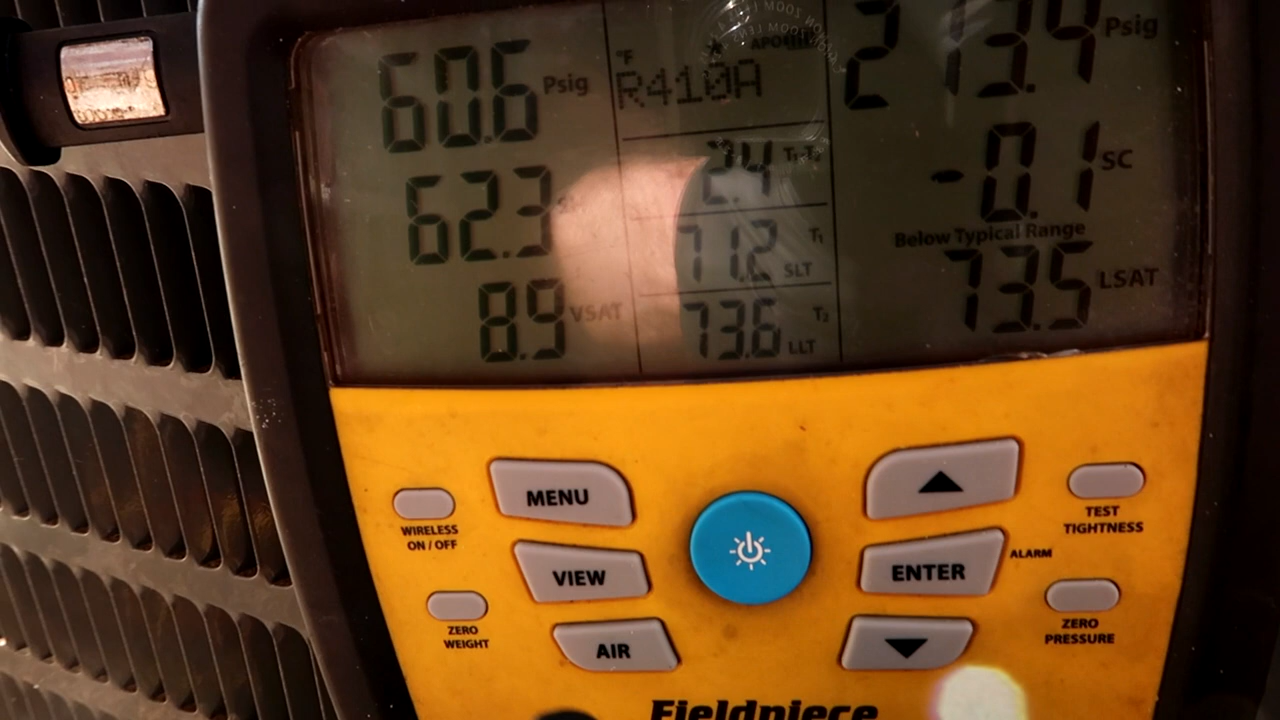 60.6 Psig
62.3
8.9 VSAT
°F
R410A
2.4 T₁-T₂
71.2 T₁ SLT
73.6 T₂ LLT
213.4 Psig
-0.1 SC
Below Typical Range
73.5 LSAT
MENU
VIEW
AIR
WIRELESS
ON / OFF
ZERO
WEIGHT
ENTER
ALARM
TEST
TIGHTNESS
ZERO
PRESSURE
Fieldpiece